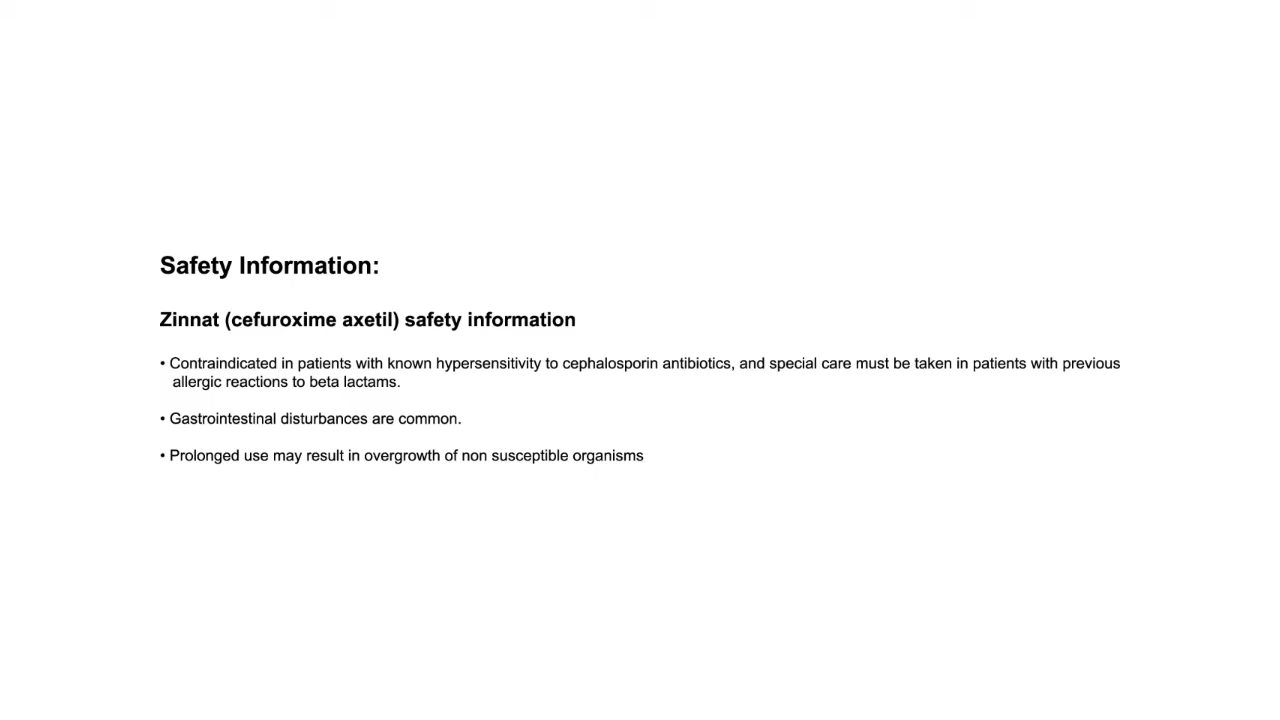 Safety Information:
Zinnat (cefuroxime axetil) safety information
• Contraindicated in patients with known hypersensitivity to cephalosporin antibiotics, and special care must be taken in patients with previous
allergic reactions to beta lactams.
• Gastrointestinal disturbances are common.
• Prolonged use may result in overgrowth of non susceptible organisms